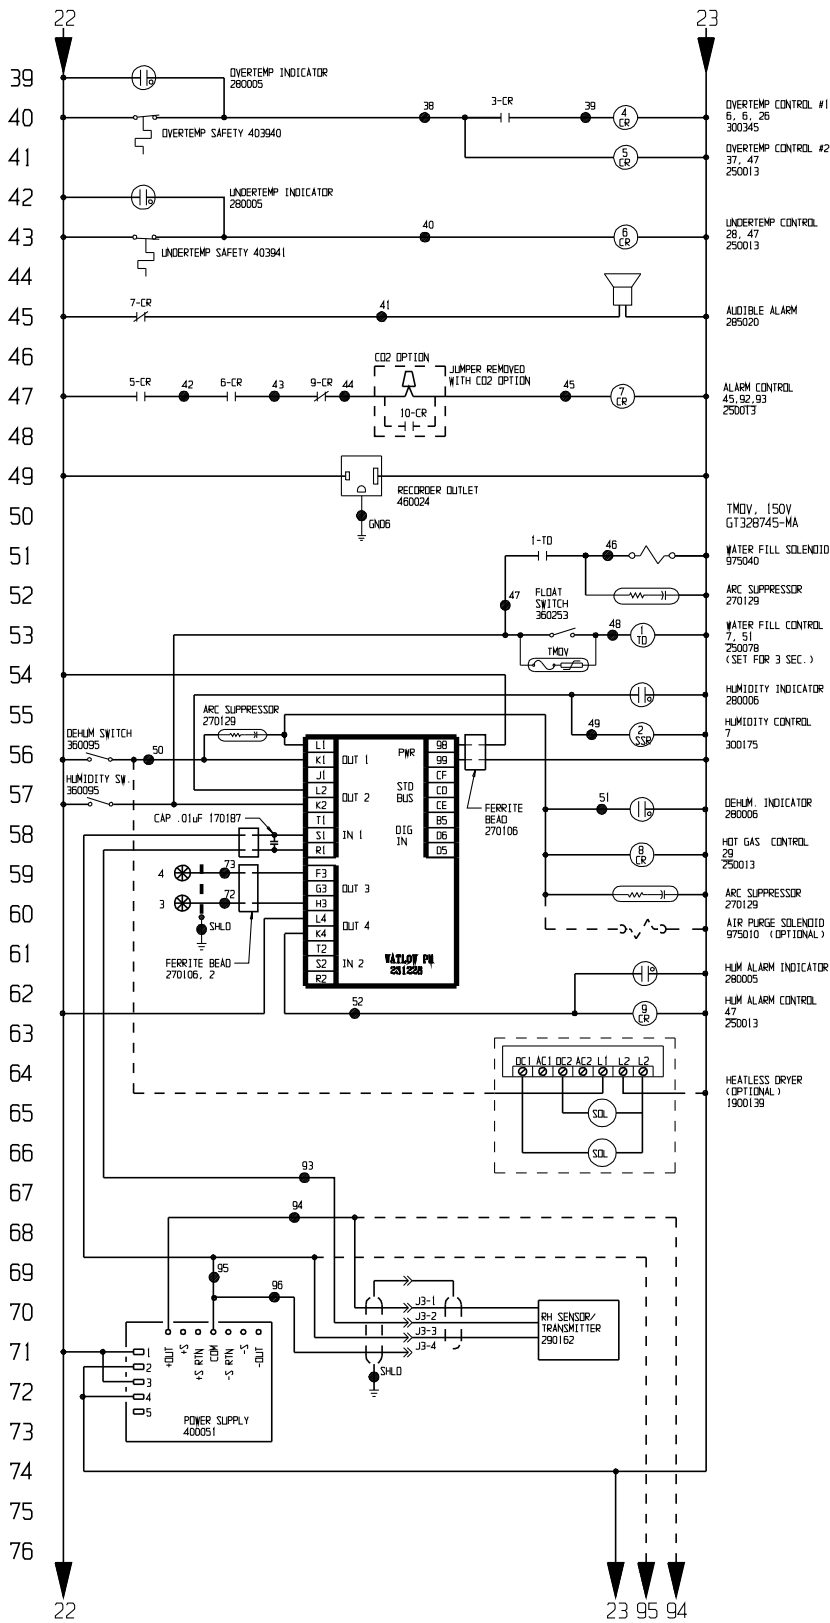 22
23
39
OVERTEMP INDICATOR
280005
40
OVERTEMP SAFETY 403940
38
3-CR
39
4
CR
OVERTEMP CONTROL #1
6, 6, 26
300345
41
5
CR
OVERTEMP CONTROL #2
37, 47
250013
42
UNDERTEMP INDICATOR
280005
43
UNDERTEMP SAFETY 403941
40
6
CR
UNDERTEMP CONTROL
28, 47
250013
44
45
7-CR
41
AUDIBLE ALARM
285020
46
CO2 OPTION
JUMPER REMOVED
WITH CO2 OPTION
47
5-CR
42
6-CR
43
9-CR
44
10-CR
45
7
CR
ALARM CONTROL
45,92,93
250013
48
49
RECORDER OUTLET
460024
50
GND6
TMOV, 150V
GT328745-MA
51
1-TD
46
WATER FILL SOLENOID
975040
52
47
FLOAT
SWITCH
360253
ARC SUPPRESSOR
270129
53
48
1
TD
TMOV
WATER FILL CONTROL
7, 51
250078
(SET FOR 3 SEC.)
54
HUMIDITY INDICATOR
280006
55
ARC SUPPRESSOR
270129
49
2
SSR
HUMIDITY CONTROL
7
300175
56
DEHUM SWITCH
360095
50
L1
K1
OUT 1
J1
PWR
98
99
CF
57
HUMIDITY SW.
360095
L2
OUT 2
K2
T1
STD
BUS
CD
CE
B5
FERRITE
BEAD
270106
51
DEHUM. INDICATOR
280006
58
CAP .01uF 170187
S1
IN 1
R1
DIG
IN
D6
D5
8
CR
HOT GAS CONTROL
29
250013
59
4
73
F3
G3
OUT 3
H3
ARC SUPPRESSOR
270129
60
3
72
SHLD
L4
OUT 4
K4
AIR PURGE SOLENOID
975010 (OPTIONAL)
61
FERRITE BEAD
270106, 2
T2
S2
IN 2
R2
WATLOW PM
231228
HUM ALARM INDICATOR
280005
62
52
9
CR
HUM ALARM CONTROL
47
250013
63
64
DC1 AC1 DC2 AC2 L1 L2 L2
HEATLESS DRYER
(OPTIONAL)
1900139
65
SOL
66
SOL
67
93
68
94
69
95
96
70
J3-1
J3-2
J3-3
J3-4
RH SENSOR/
TRANSMITTER
290162
71
1
2
3
4
5
+OUT
+S
+S RTN
COM
-S RTN
-S
-OUT
SHLD
72
73
POWER SUPPLY
400051
74
75
76
22
23
95
94